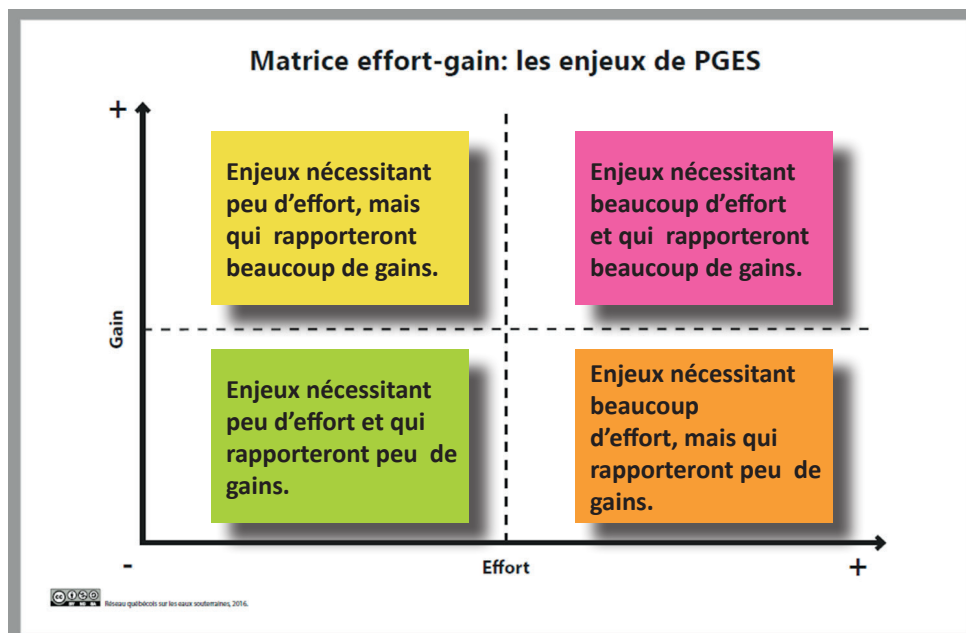 Matrice effort-gain: les enjeux de PGES
+
Enjeux nécessitant
peu d'effort, mais
qui rapporteront
beaucoup de gains.
Enjeux nécessitant
beaucoup d'effort
et qui rapporteront
beaucoup de gains.
Gain
Enjeux nécessitant
peu d'effort et qui
rapporteront peu de
gains.
Enjeux nécessitant
beaucoup
d'effort, mais qui
rapporteront peu de
gains.
-
Effort
+
Réseau québécois sur les eaux souterraines, 2016.